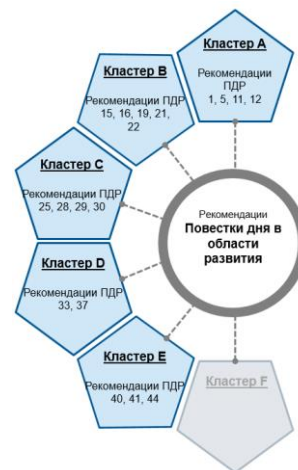 Кластер A
Рекомендации
ПДР
1, 5, 11, 12
Кластер B
Рекомендации ПДР
15, 16, 19, 21,
22
Кластер C
Рекомендации ПДР
25, 28, 29, 30
Кластер D
Рекомендации ПДР
33, 37
Кластер E
Рекомендации ПДР
40, 41, 44
Кластер F
Рекомендации
Повестки дня в
области
развития